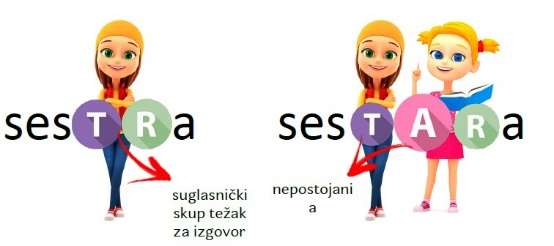 sesTRa
suglasnički
skup težak
za izgovor
sesTARa
nepostojani
a